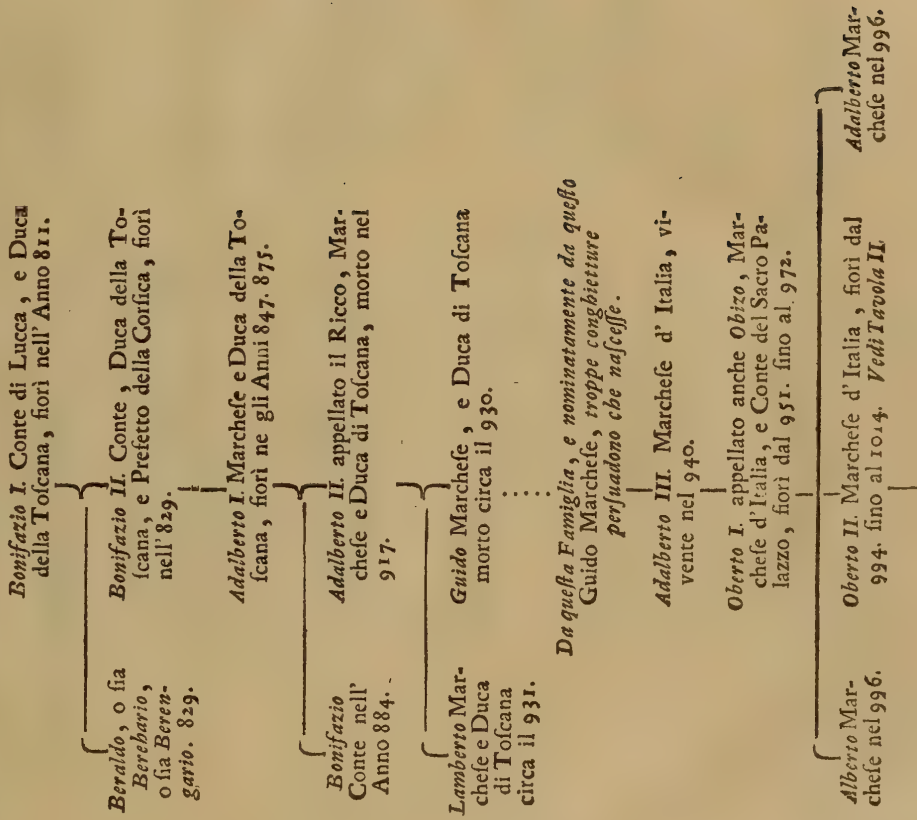 Bonifazio I. Conte di Lucca, e Duca
della Toſcana, fiorì nell' Anno 811.
Beraldo, o ſia
Berehario,
o ſia Beren-
gario. 829.
Bonifazio II. Conte, Duca della To-
ſcana, e Prefetto della Corſica, fiorì
nell' 829.
Adalberto I. Marcheſe e Duca della To-
ſcana, fiorì ne gli Anni 847. 875.
Bonifazio
Conte nell'
Anno 884.
Adalberto II. appellato il Ricco, Mar-
cheſe e Duca di Toſcana, morto nel
917.
Lamberto Mar-
cheſe e Duca
di Toſcana
circa il 931.
Guido Marcheſe, e Duca di Toſcana
morto circa il 930.
Da queſta Famiglia, e nominatamente da queſto
Guido Marcheſe, troppe conghietture
perſuadono che naſceſſe.
Adalberto III. Marcheſe d' Italia, vi-
vente nel 940.
Oberto I. appellato anche Obizo, Mar-
cheſe d' Italia, e Conte del Sacro Pa-
lazzo, fiorì dal 951. fino al 972.
Alberto Mar-
cheſe nel 996.
Oberto II. Marcheſe d' Italia, fiorì dal
994. fino al 1014. Vedi Tavola II.
Adalberto Mar-
cheſe nel 996.